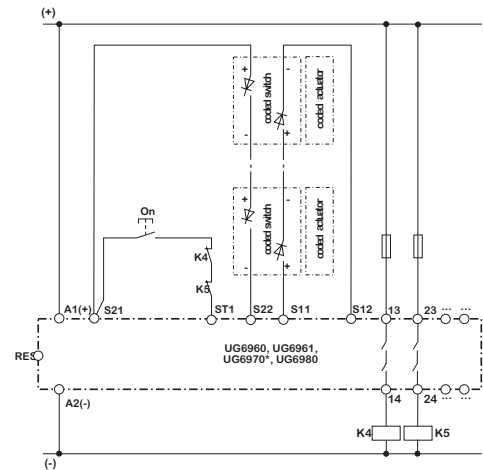 (+)
+
-
coded switch
coded actuator
-
+
On
+
-
coded switch
coded actuator
K4
K5
-
+
A1(+)
S21
ST1
S22
S11
S12
13
23
...
...
RES
UG6960, UG6961,
UG6970*, UG6980
A2(-)
14
24
...
...
K4
K5
(-)